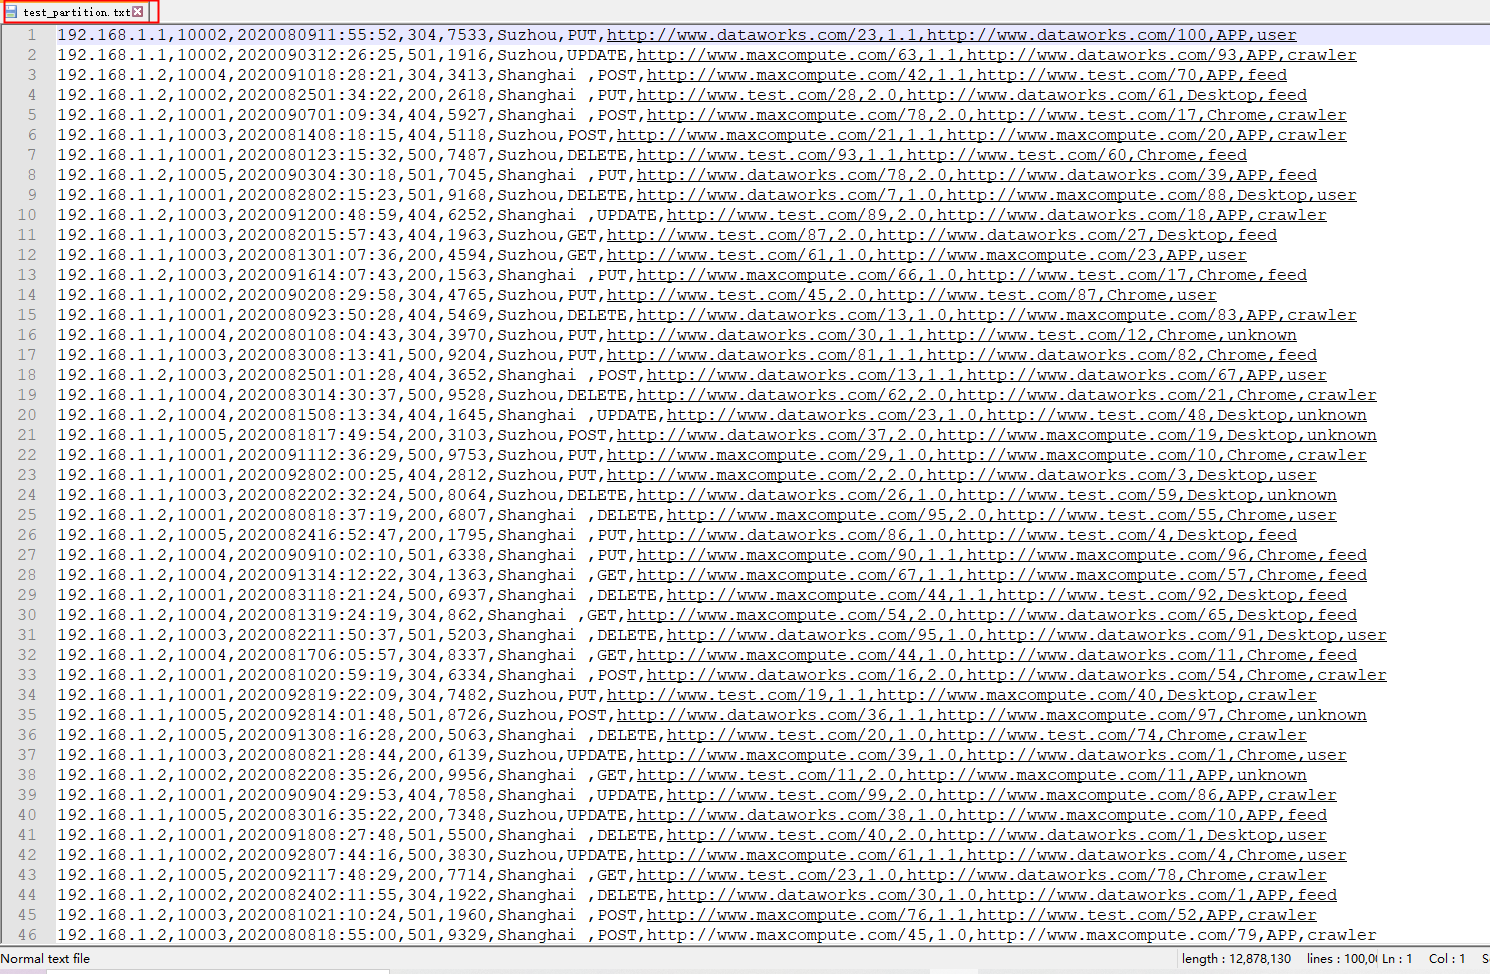 test_partition.txt
1 192.168.1.1,10002,2020080911:55:52,304,7533,Suzhou,PUT,http://www.dataworks.com/23,1.1,http://www.dataworks.com/100,APP,user
2 192.168.1.1,10002,2020090312:26:25,501,1916,Suzhou,UPDATE,http://www.maxcompute.com/63,1.1,http://www.dataworks.com/93,APP,crawler
3 192.168.1.2,10004,2020091018:28:21,304,3413,Shanghai ,POST,http://www.maxcompute.com/42,1.1,http://www.test.com/70,APP,feed
4 192.168.1.2,10002,2020082501:34:22,200,2618,Shanghai ,PUT,http://www.test.com/28,2.0,http://www.dataworks.com/61,Desktop,feed
5 192.168.1.2,10001,2020090701:09:34,404,5927,Shanghai ,POST,http://www.maxcompute.com/78,2.0,http://www.test.com/17,Chrome,crawler
6 192.168.1.1,10003,2020081408:18:15,404,5118,Suzhou,POST,http://www.maxcompute.com/21,1.1,http://www.maxcompute.com/20,APP,crawler
7 192.168.1.1,10001,2020080123:15:32,500,7487,Suzhou,DELETE,http://www.test.com/93,1.1,http://www.test.com/60,Chrome,feed
8 192.168.1.2,10005,2020090304:30:18,501,7045,Shanghai ,PUT,http://www.dataworks.com/78,2.0,http://www.dataworks.com/39,APP,feed
9 192.168.1.1,10001,2020082802:15:23,501,9168,Suzhou,DELETE,http://www.dataworks.com/7,1.0,http://www.maxcompute.com/88,Desktop,user
10 192.168.1.2,10003,2020091200:48:59,404,6252,Shanghai ,UPDATE,http://www.test.com/89,2.0,http://www.dataworks.com/18,APP,crawler
11 192.168.1.1,10003,2020082015:57:43,404,1963,Suzhou,GET,http://www.test.com/87,2.0,http://www.dataworks.com/27,Desktop,feed
12 192.168.1.1,10003,2020081301:07:36,200,4594,Suzhou,GET,http://www.test.com/61,1.0,http://www.maxcompute.com/23,APP,user
13 192.168.1.2,10003,2020091614:07:43,200,1563,Shanghai ,PUT,http://www.maxcompute.com/66,1.0,http://www.test.com/17,Chrome,feed
14 192.168.1.1,10002,2020090208:29:58,304,4765,Suzhou,PUT,http://www.test.com/45,2.0,http://www.test.com/87,Chrome,user
15 192.168.1.1,10001,2020080923:50:28,404,5469,Suzhou,DELETE,http://www.dataworks.com/13,1.0,http://www.maxcompute.com/83,APP,crawler
16 192.168.1.1,10004,2020080108:04:43,304,3970,Suzhou,PUT,http://www.dataworks.com/30,1.1,http://www.test.com/12,Chrome,unknown
17 192.168.1.1,10003,2020083008:13:41,500,9204,Suzhou,PUT,http://www.dataworks.com/81,1.1,http://www.dataworks.com/82,Chrome,feed
18 192.168.1.2,10003,2020082501:01:28,404,3652,Shanghai ,POST,http://www.dataworks.com/13,1.1,http://www.dataworks.com/67,APP,user
19 192.168.1.1,10004,2020083014:30:37,500,9528,Suzhou,DELETE,http://www.dataworks.com/62,2.0,http://www.dataworks.com/21,Chrome,crawler
20 192.168.1.2,10004,2020081508:13:34,404,1645,Shanghai ,UPDATE,http://www.dataworks.com/23,1.0,http://www.test.com/48,Desktop,unknown
21 192.168.1.1,10005,2020081817:49:54,200,3103,Suzhou,POST,http://www.dataworks.com/37,2.0,http://www.maxcompute.com/19,Desktop,unknown
22 192.168.1.1,10001,2020091112:36:29,500,9753,Suzhou,PUT,http://www.maxcompute.com/29,1.0,http://www.maxcompute.com/10,Chrome,crawler
23 192.168.1.1,10001,2020092802:00:25,404,2812,Suzhou,PUT,http://www.maxcompute.com/2,2.0,http://www.dataworks.com/3,Desktop,user
24 192.168.1.1,10003,2020082202:32:24,500,8064,Suzhou,DELETE,http://www.dataworks.com/26,1.0,http://www.test.com/59,Desktop,unknown
25 192.168.1.2,10001,2020080818:37:19,200,6807,Shanghai ,DELETE,http://www.maxcompute.com/95,2.0,http://www.test.com/55,Chrome,user
26 192.168.1.2,10005,2020082416:52:47,200,1795,Shanghai ,PUT,http://www.dataworks.com/86,1.0,http://www.test.com/4,Desktop,feed
27 192.168.1.2,10004,2020090910:02:10,501,6338,Shanghai ,PUT,http://www.maxcompute.com/90,1.1,http://www.maxcompute.com/96,Chrome,feed
28 192.168.1.2,10004,2020091314:12:22,304,1363,Shanghai ,GET,http://www.maxcompute.com/67,1.1,http://www.maxcompute.com/57,Chrome,feed
29 192.168.1.2,10001,2020083118:21:24,500,6937,Shanghai ,DELETE,http://www.maxcompute.com/44,1.1,http://www.test.com/92,Desktop,feed
30 192.168.1.2,10004,2020081319:24:19,304,862,Shanghai ,GET,http://www.maxcompute.com/54,2.0,http://www.dataworks.com/65,Desktop,feed
31 192.168.1.2,10003,2020082211:50:37,501,5203,Shanghai ,DELETE,http://www.dataworks.com/95,1.0,http://www.dataworks.com/91,Desktop,user
32 192.168.1.2,10004,2020081706:05:57,304,8337,Shanghai ,GET,http://www.maxcompute.com/44,1.0,http://www.dataworks.com/11,Chrome,feed
33 192.168.1.2,10001,2020081020:59:19,304,6334,Shanghai ,POST,http://www.dataworks.com/16,2.0,http://www.dataworks.com/54,Chrome,crawler
34 192.168.1.1,10001,2020092819:22:09,304,7482,Suzhou,PUT,http://www.test.com/19,1.1,http://www.maxcompute.com/40,Desktop,crawler
35 192.168.1.1,10005,2020092814:01:48,501,8726,Suzhou,POST,http://www.dataworks.com/36,1.1,http://www.maxcompute.com/97,Chrome,unknown
36 192.168.1.2,10005,2020091308:16:28,200,5063,Shanghai ,DELETE,http://www.test.com/20,1.0,http://www.test.com/74,Chrome,crawler
37 192.168.1.1,10003,2020080821:28:44,200,6139,Suzhou,UPDATE,http://www.maxcompute.com/39,1.0,http://www.dataworks.com/1,Chrome,user
38 192.168.1.2,10002,2020082208:35:26,200,9956,Shanghai ,GET,http://www.test.com/11,2.0,http://www.maxcompute.com/11,APP,unknown
39 192.168.1.2,10001,2020090904:29:53,404,7858,Shanghai ,UPDATE,http://www.test.com/99,2.0,http://www.maxcompute.com/86,APP,crawler
40 192.168.1.1,10005,2020083016:35:22,200,7348,Suzhou,UPDATE,http://www.dataworks.com/38,1.0,http://www.maxcompute.com/10,APP,feed
41 192.168.1.2,10001,2020091808:27:48,501,5500,Shanghai ,DELETE,http://www.test.com/40,2.0,http://www.dataworks.com/1,Desktop,user
42 192.168.1.1,10002,2020092807:44:16,500,3830,Suzhou,UPDATE,http://www.maxcompute.com/61,1.1,http://www.dataworks.com/4,Chrome,user
43 192.168.1.2,10005,2020092117:48:29,200,7714,Shanghai ,GET,http://www.test.com/23,1.0,http://www.dataworks.com/78,Chrome,crawler
44 192.168.1.2,10002,2020082402:11:55,304,1922,Shanghai ,DELETE,http://www.dataworks.com/30,1.0,http://www.dataworks.com/1,APP,feed
45 192.168.1.2,10003,2020081021:10:24,501,1960,Shanghai ,POST,http://www.maxcompute.com/76,1.1,http://www.test.com/52,APP,crawler
46 192.168.1.2,10003,2020080818:55:00,501,9329,Shanghai ,POST,http://www.maxcompute.com/45,1.0,http://www.maxcompute.com/79,APP,crawler
Normal text file length : 12,878,130 lines : 100,0 Ln : 1 Col : 1 S